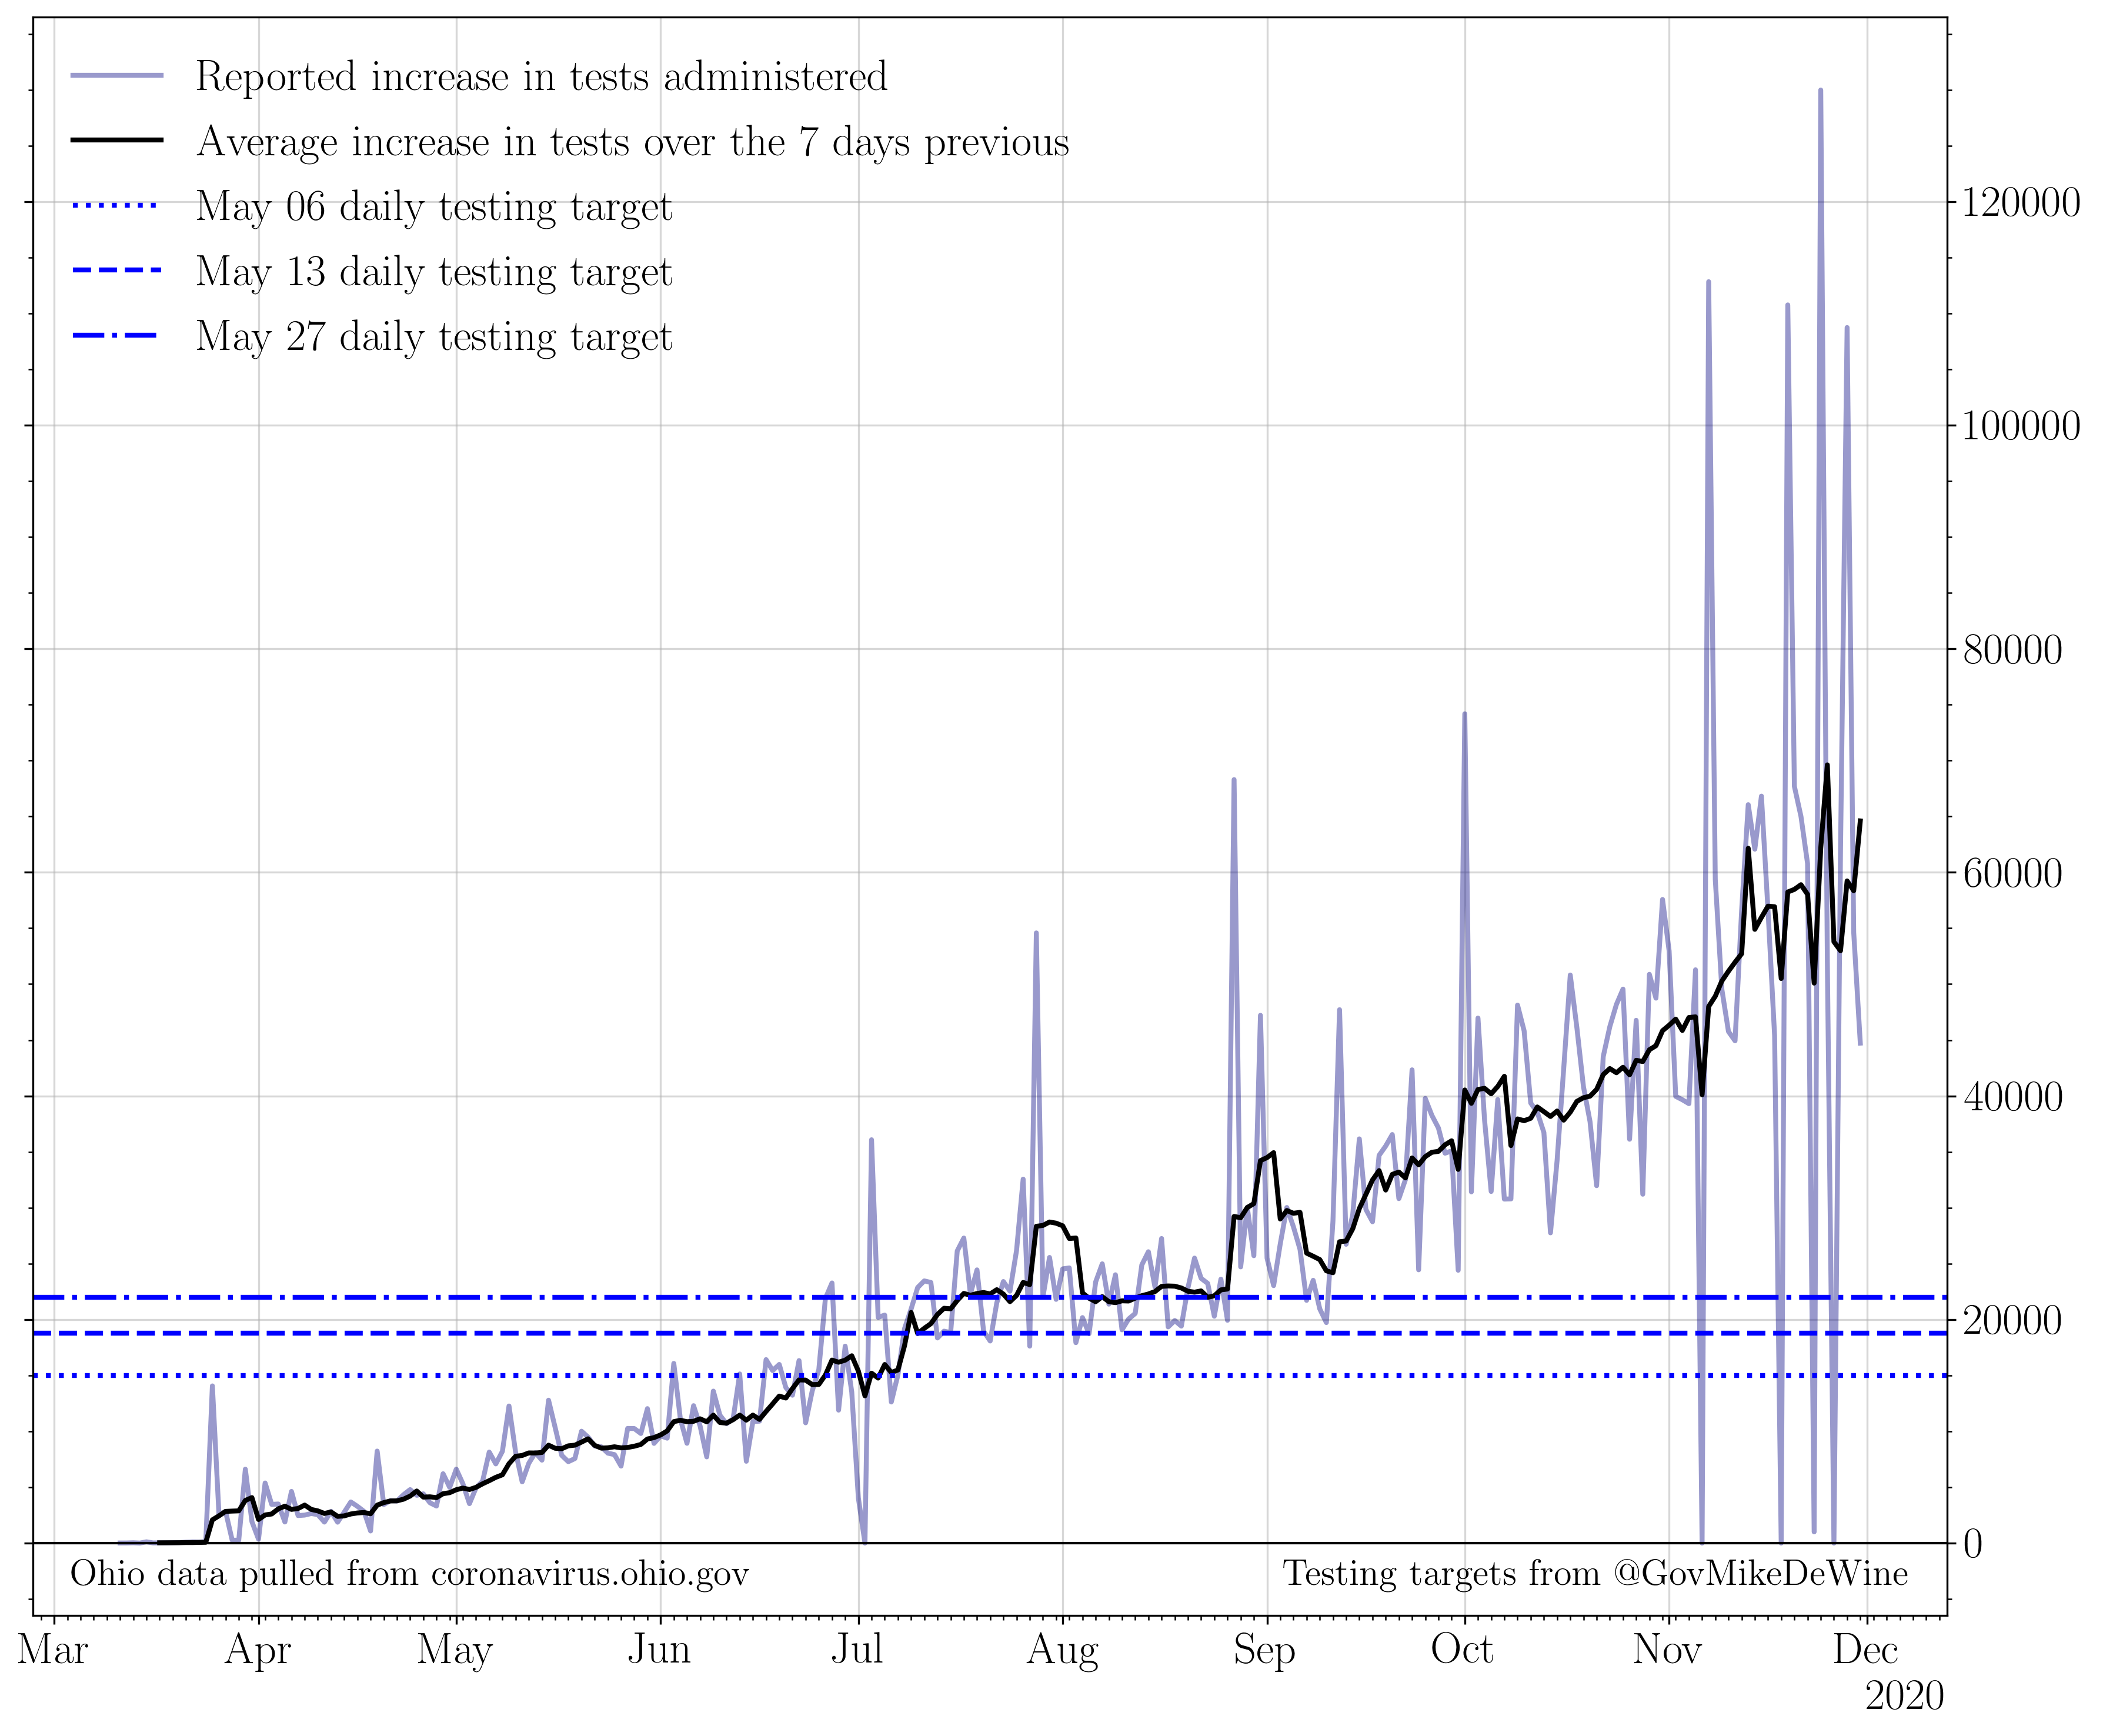 Reported increase in tests administered
Average increase in tests over the 7 days previous
May 06 daily testing target
May 13 daily testing target
May 27 daily testing target
120000
100000
80000
60000
40000
20000
0
Ohio data pulled from coronavirus.ohio.gov
Testing targets from @GovMikeDeWine
Mar Apr May Jun Jul Aug Sep Oct Nov Dec
2020